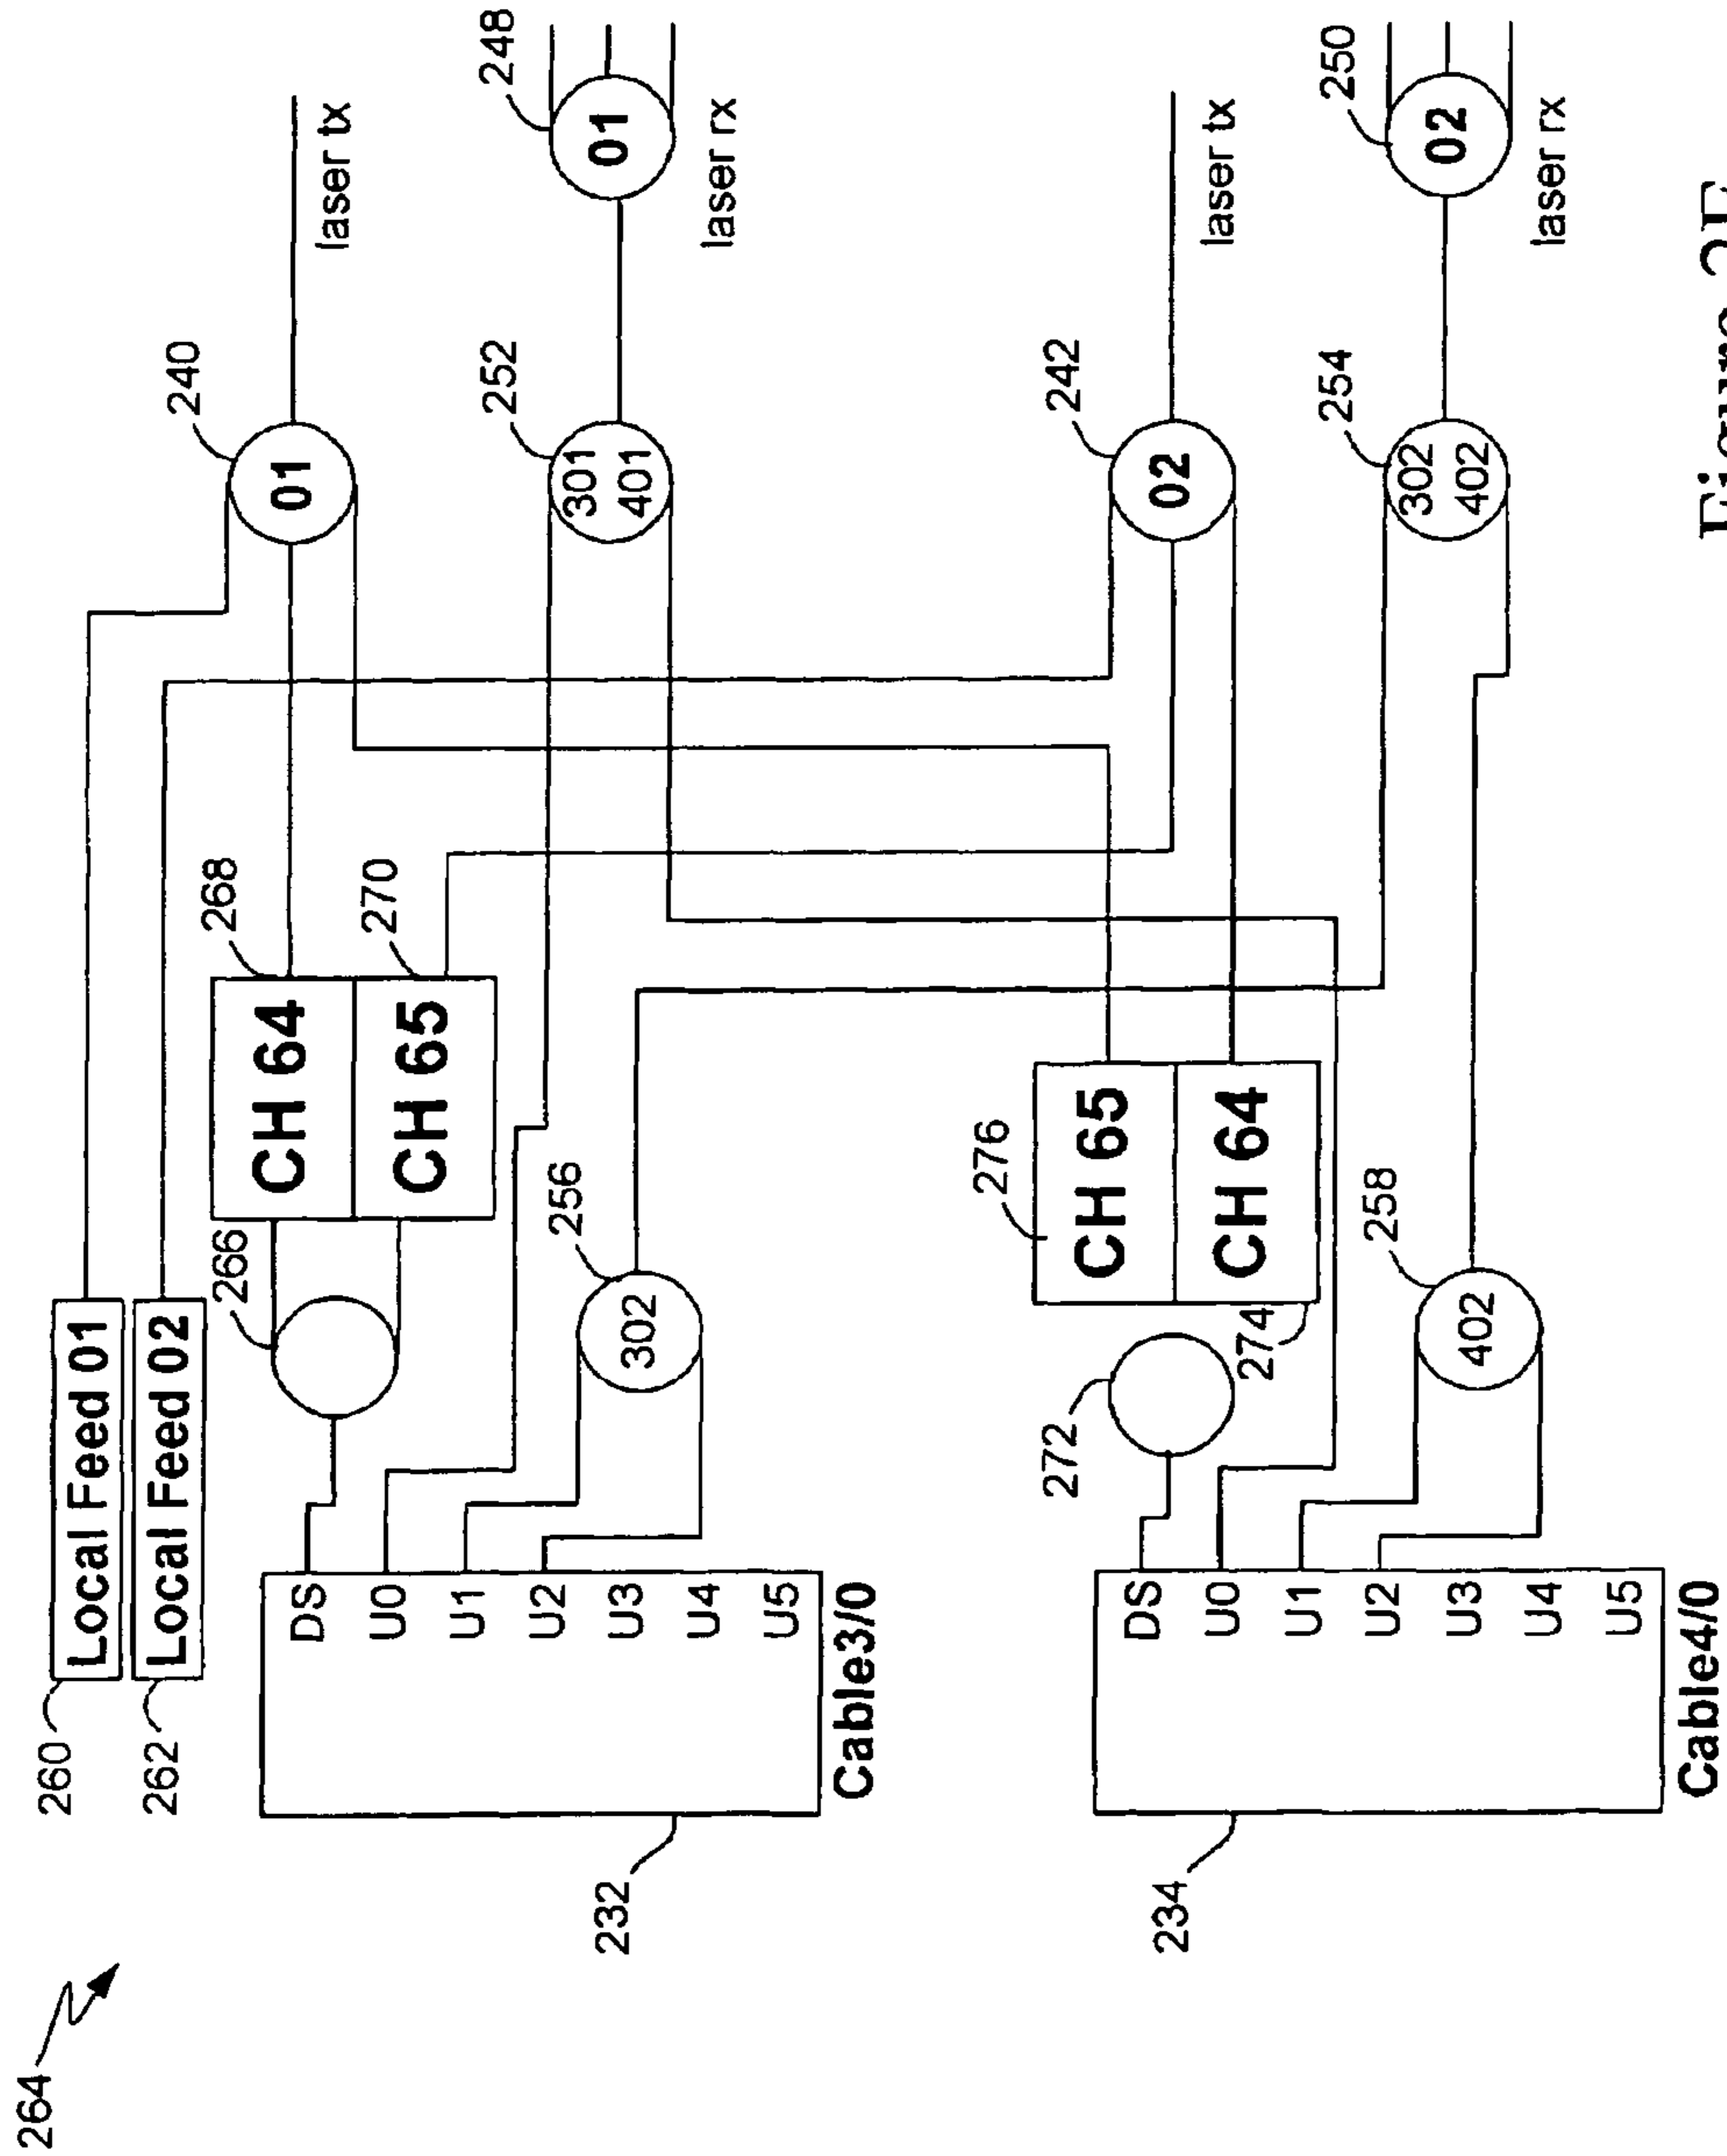 264
260
Local Feed 01
262
Local Feed 02
240
01
laser tx
268
CH 64
270
CH 65
266
252
301
401
248
01
laser rx
256
302
232
DS
U0
U1
U2
U3
U4
U5
Cable3/0
242
02
laser tx
276
CH 65
CH 64
274
272
254
302
402
250
02
laser rx
258
402
234
DS
U0
U1
U2
U3
U4
U5
Cable4/0
Figure